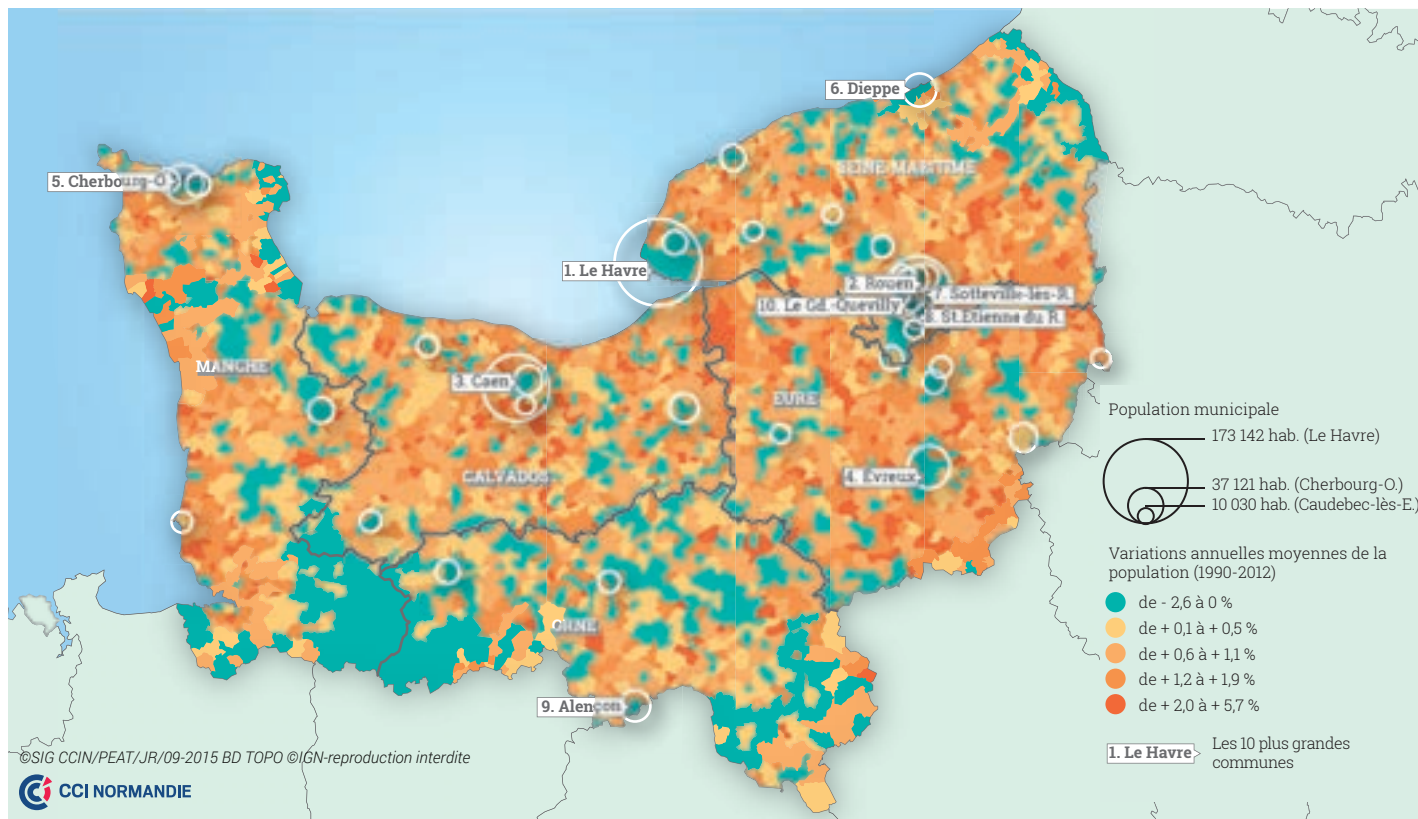 6. Dieppe
SEINE MARITIME
5. Cherbourg-O.
1. Le Havre
2. Rouen
7. Sotteville-lès-R.
10. Le Gd.-Quevilly
8. St.Etienne du R.
MANCHE
3. Caen
EURE
CALVADOS
4. Evreux
ORNE
9. Alençon
Population municipale
173 142 hab. (Le Havre)
37 121 hab. (Cherbourg-O.)
10 030 hab. (Caudebec-lès-E.)
Variations annuelles moyennes de la
population (1990-2012)
de - 2,6 à 0 %
de + 0,1 à + 0,5 %
de + 0,6 à + 1,1 %
de + 1,2 à + 1,9 %
de + 2,0 à + 5,7 %
1. Le Havre
Les 10 plus grandes
communes
©SIG CCIN/PEAT/JR/09-2015 BD TOPO ©IGN-reproduction interdite
CCI NORMANDIE